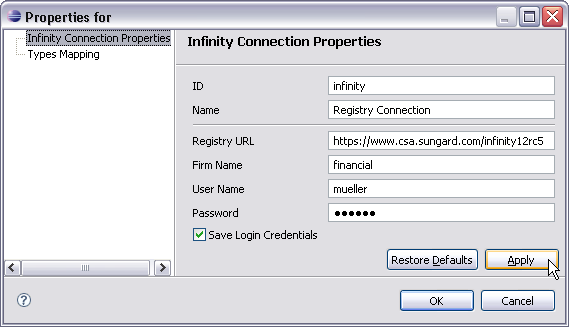 Properties for
Infinity Connection Properties
Types Mapping
Infinity Connection Properties
ID infinity
Name Registry Connection
Registry URL https://www.csa.sungard.com/infinity12rc5
Firm Name financial
User Name mueller
Password ●●●●●●
Save Login Credentials
Restore Defaults Apply
? OK Cancel